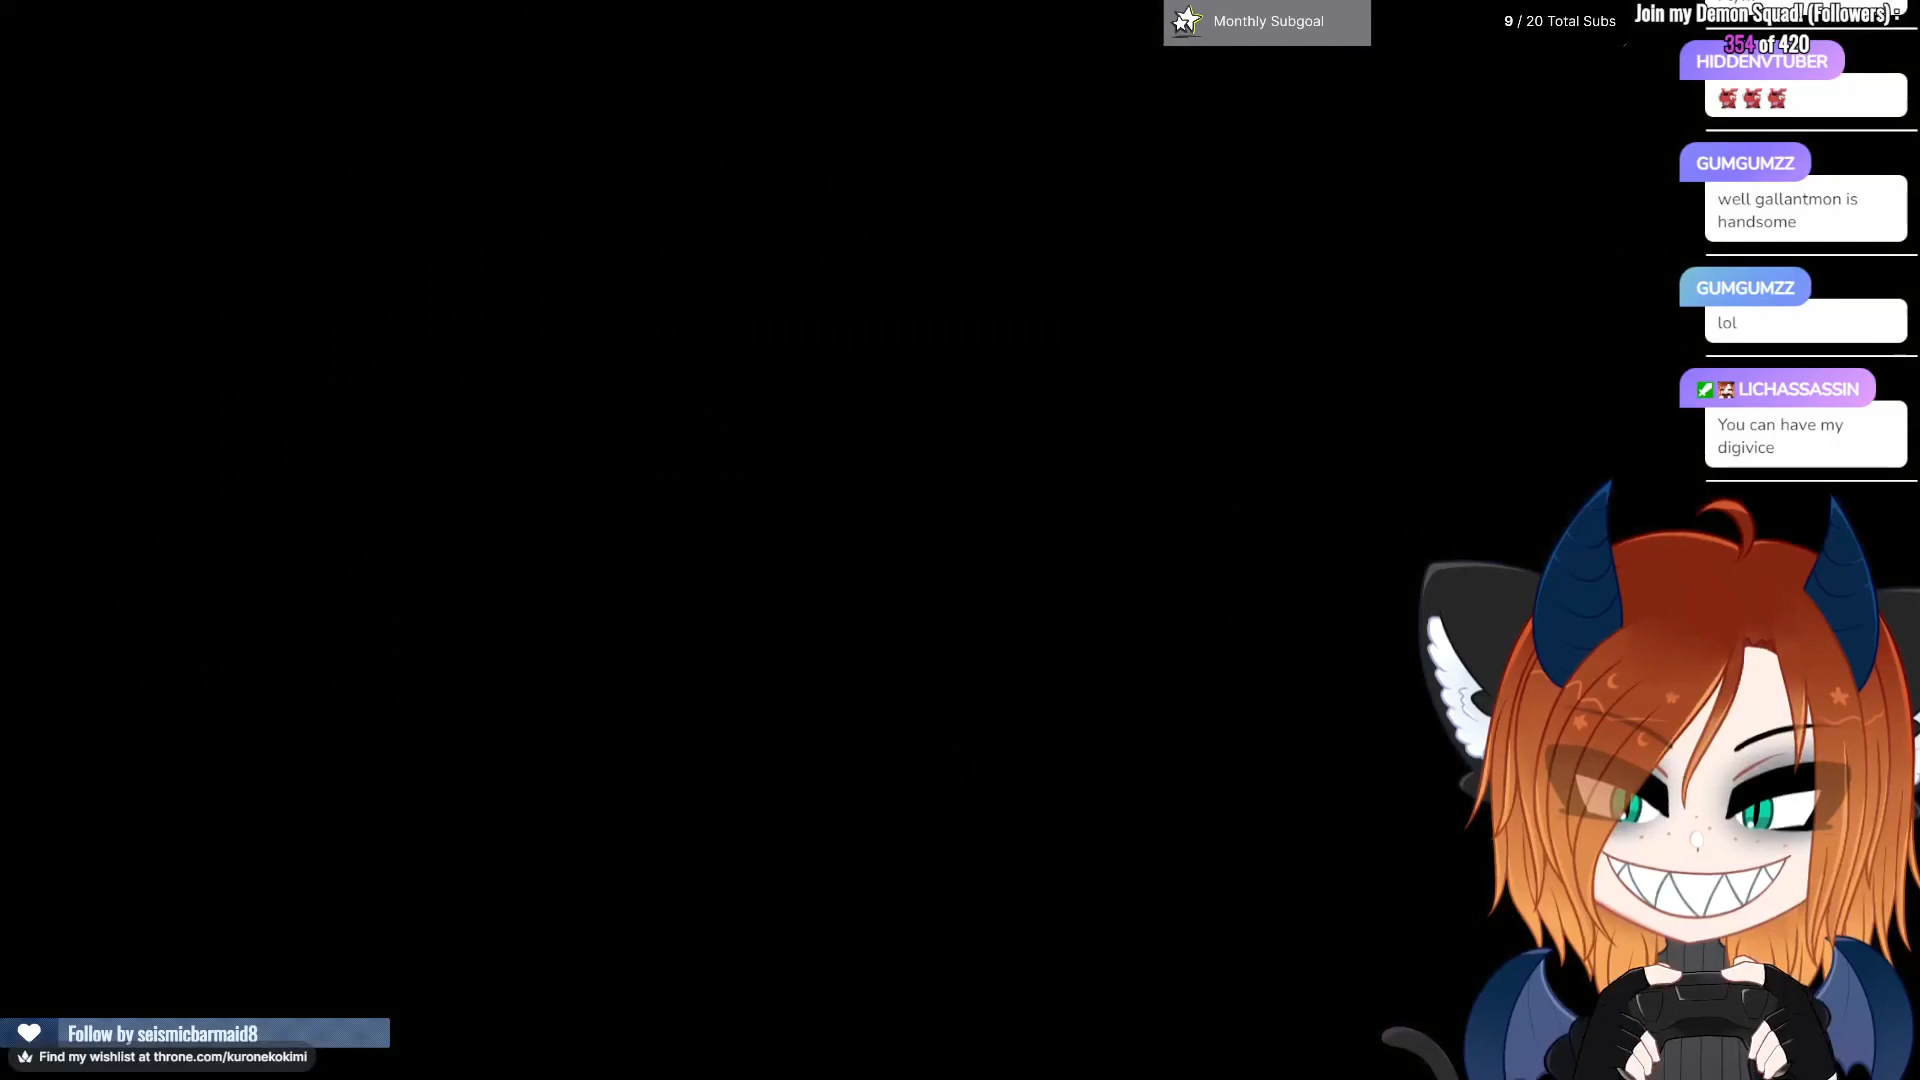 Monthly Subgoal
9 / 20 Total Subs
Join my Demon Squad! (Followers) :
354 of 420
HIDDENVTUBER
GUMGUMZZ
well gallantmon is
handsome
GUMGUMZZ
lol
LICHASSASSIN
You can have my
digivice
Follow by seismicbarmaid8
Find my wishlist at throne.com/kuronekokimi